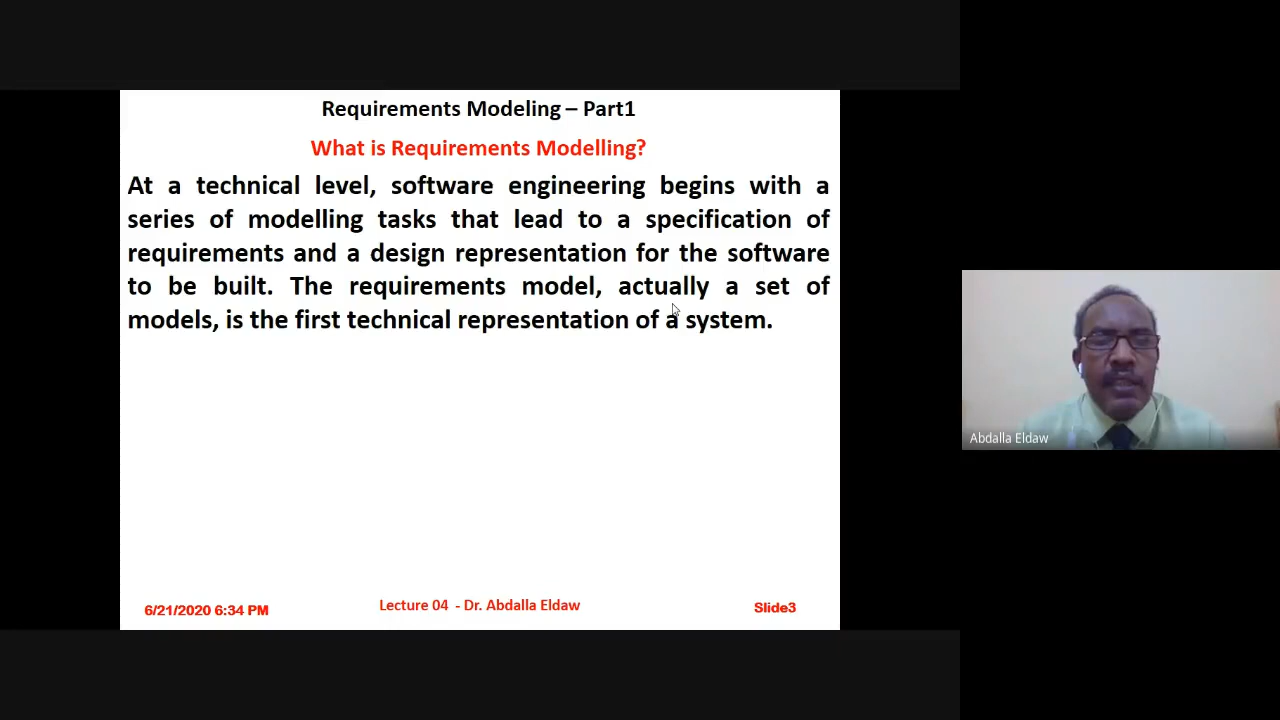 Requirements Modeling – Part1
What is Requirements Modelling?
At a technical level, software engineering begins with a
series of modelling tasks that lead to a specification of
requirements and a design representation for the software
to be built. The requirements model, actually a set of
models, is the first technical representation of a system.
6/21/2020 6:34 PM
Lecture 04 - Dr. Abdalla Eldaw
Slide3
Abdalla Eldaw